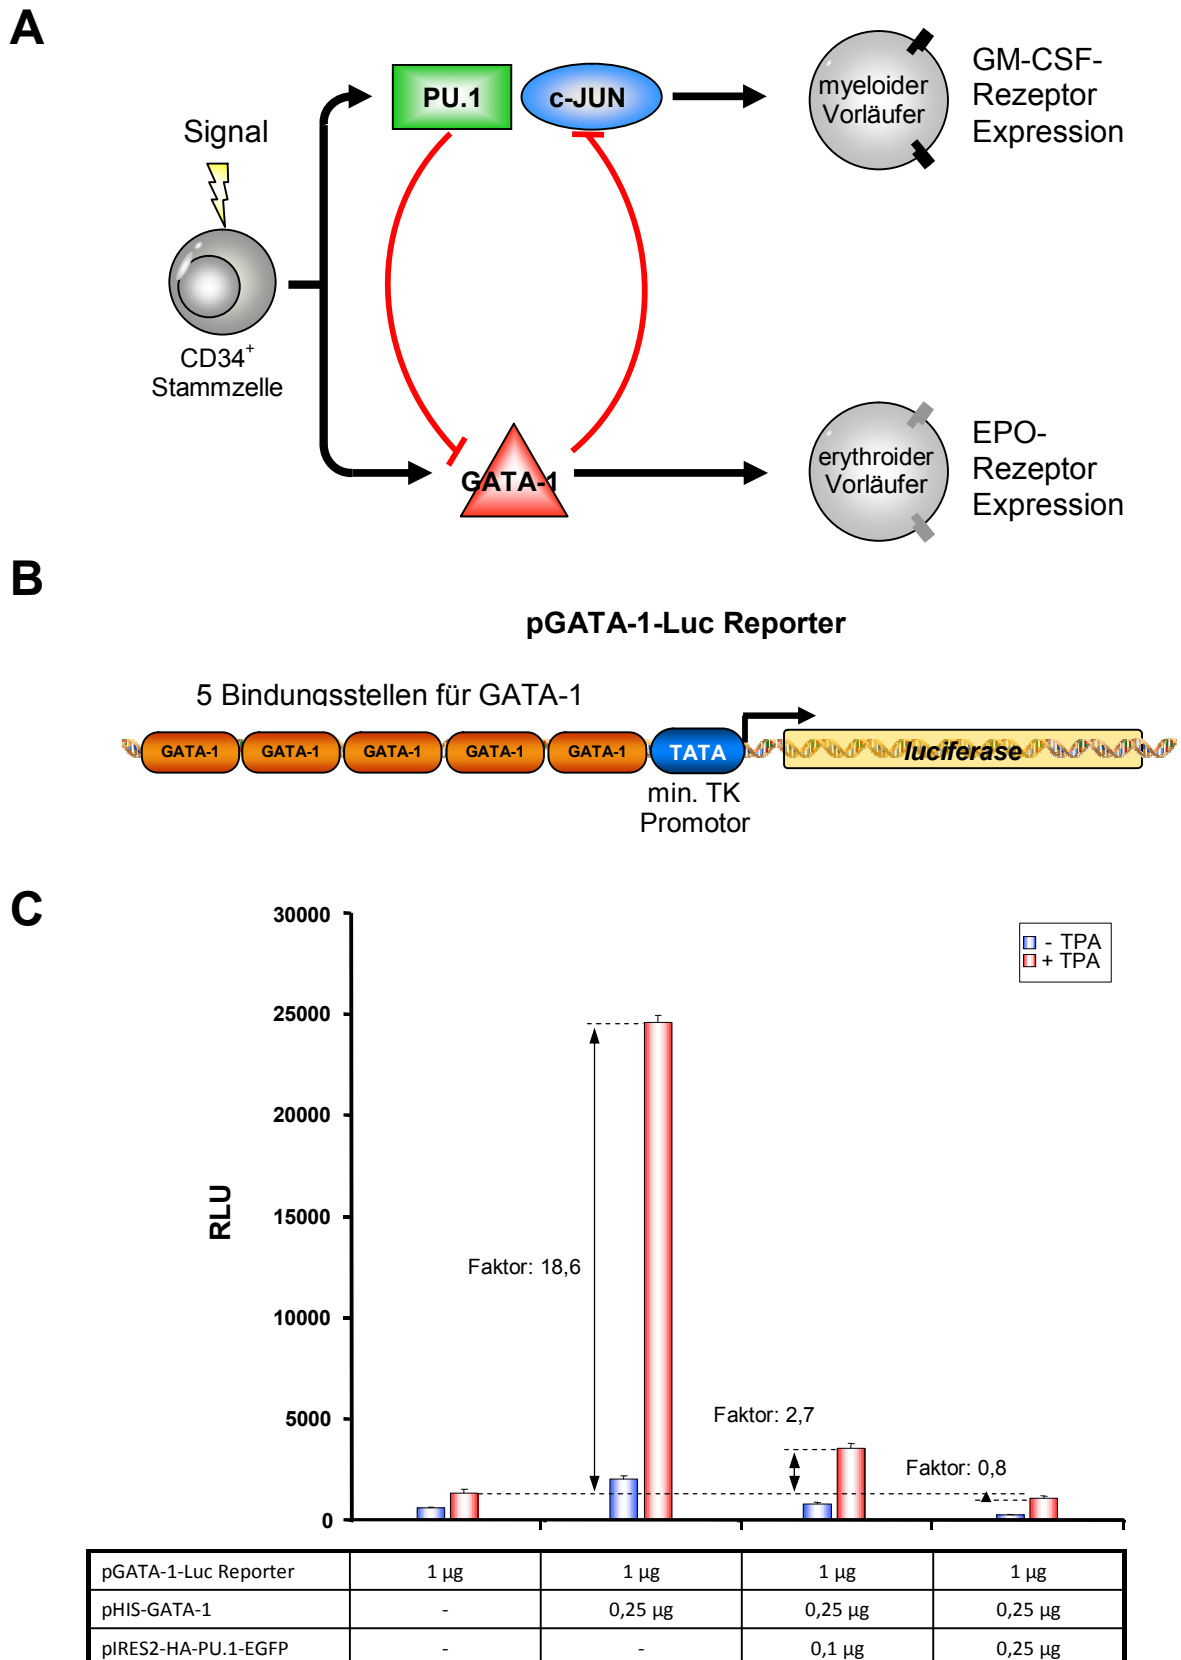 A
Signal
CD34+
Stammzelle
PU.1
c-JUN
GATA-1
myeloider
Vorläufer
GM-CSF-
Rezeptor
Expression
erythroider
Vorläufer
EPO-
Rezeptor
Expression
B
pGATA-1-Luc Reporter
5 Bindungsstellen für GATA-1
GATA-1 GATA-1 GATA-1 GATA-1 GATA-1 TATA luciferase
min. TK
Promotor
C
RLU
30000
25000
20000
15000
10000
5000
0
- TPA
+ TPA
Faktor: 18,6
Faktor: 2,7
Faktor: 0,8
pGATA-1-Luc Reporter 1 µg 1 µg 1 µg 1 µg
pHIS-GATA-1 - 0,25 µg 0,25 µg 0,25 µg
pIRES2-HA-PU.1-EGFP - - 0,1 µg 0,25 µg